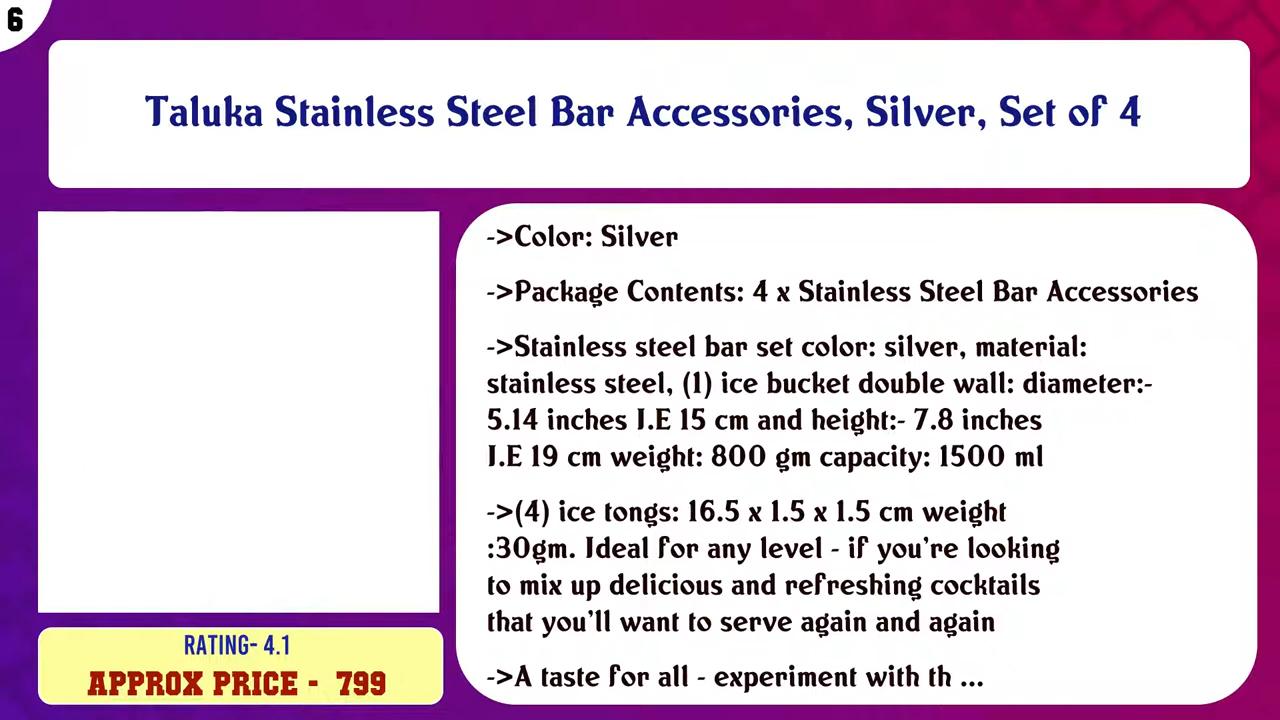 6
Taluka Stainless Steel Bar Accessories, Silver, Set of 4
->Color: Silver
->Package Contents: 4 x Stainless Steel Bar Accessories
->Stainless steel bar set color: silver, material:
stainless steel, (1) ice bucket double wall: diameter:-
5.14 inches I.E 15 cm and height:- 7.8 inches
I.E 19 cm weight: 800 gm capacity: 1500 ml
->(4) ice tongs: 16.5 x 1.5 x 1.5 cm weight
:30gm. Ideal for any level - if you're looking
to mix up delicious and refreshing cocktails
that you'll want to serve again and again
->A taste for all - experiment with th ...
RATING- 4.1
APPROX PRICE - 799